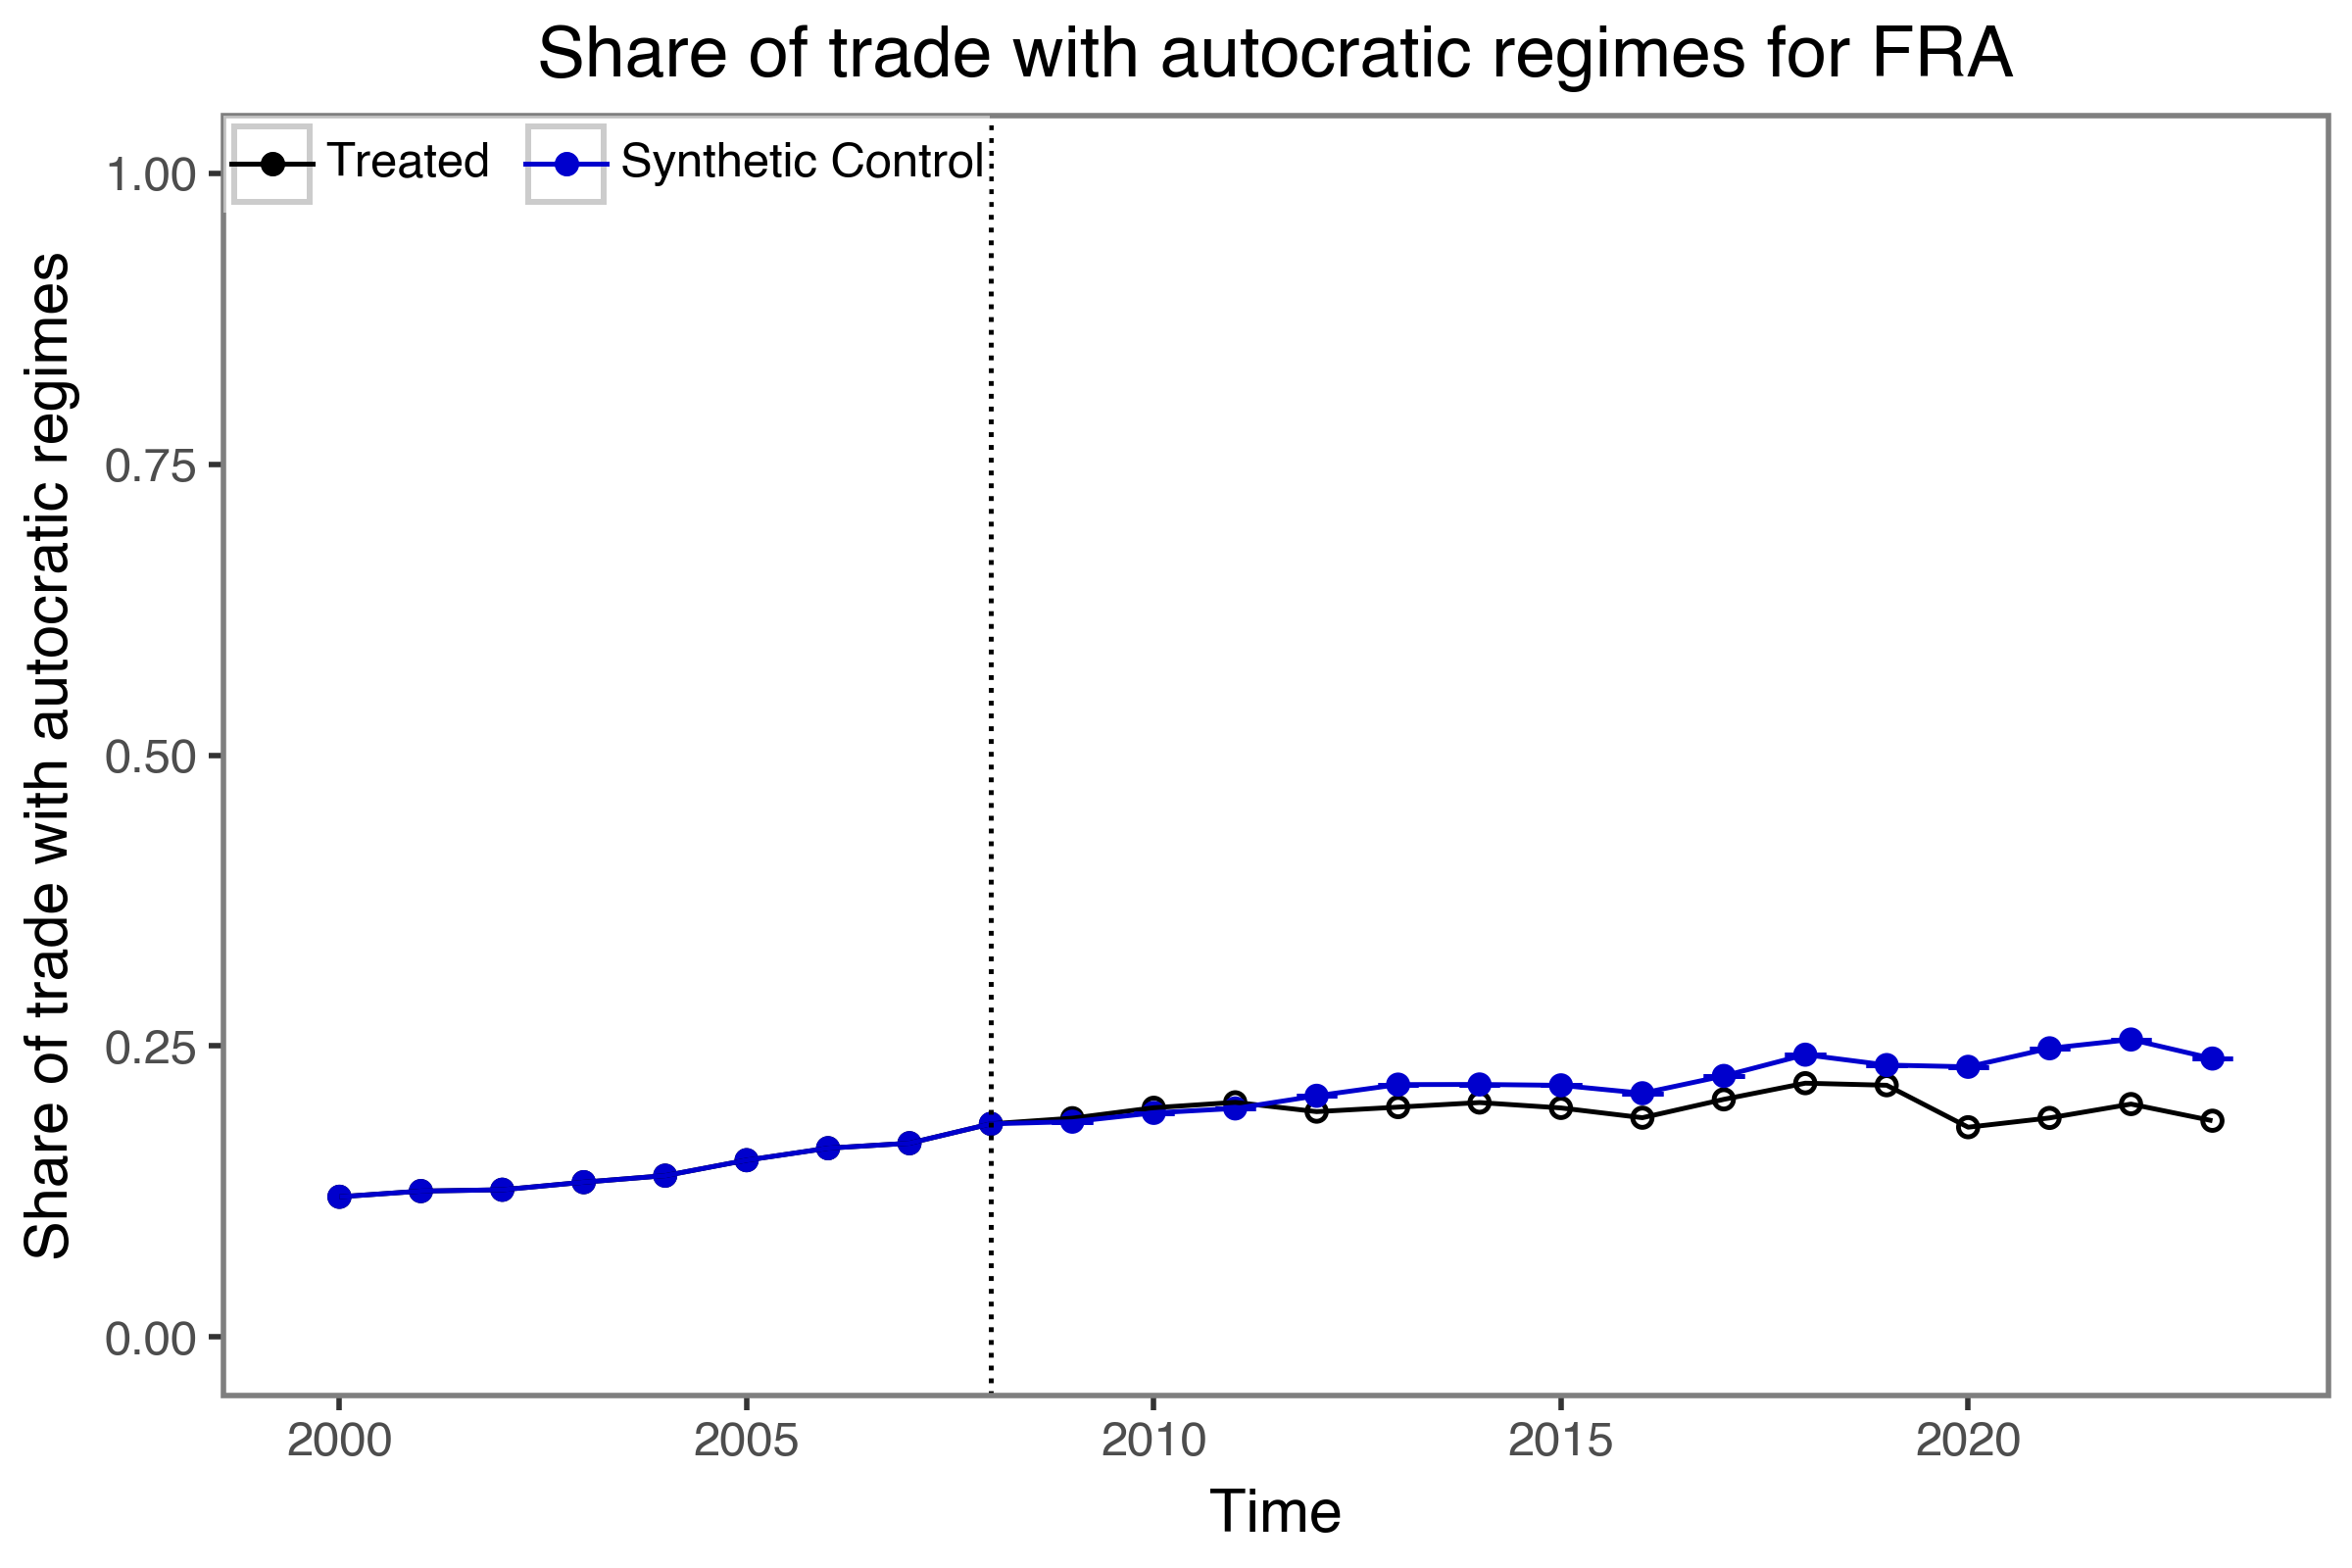 Share of trade with autocratic regimes for FRA
Treated
Synthetic Control
Share of trade with autocratic regimes
1.00
0.75
0.50
0.25
0.00
2000 2005 2010 2015 2020
Time